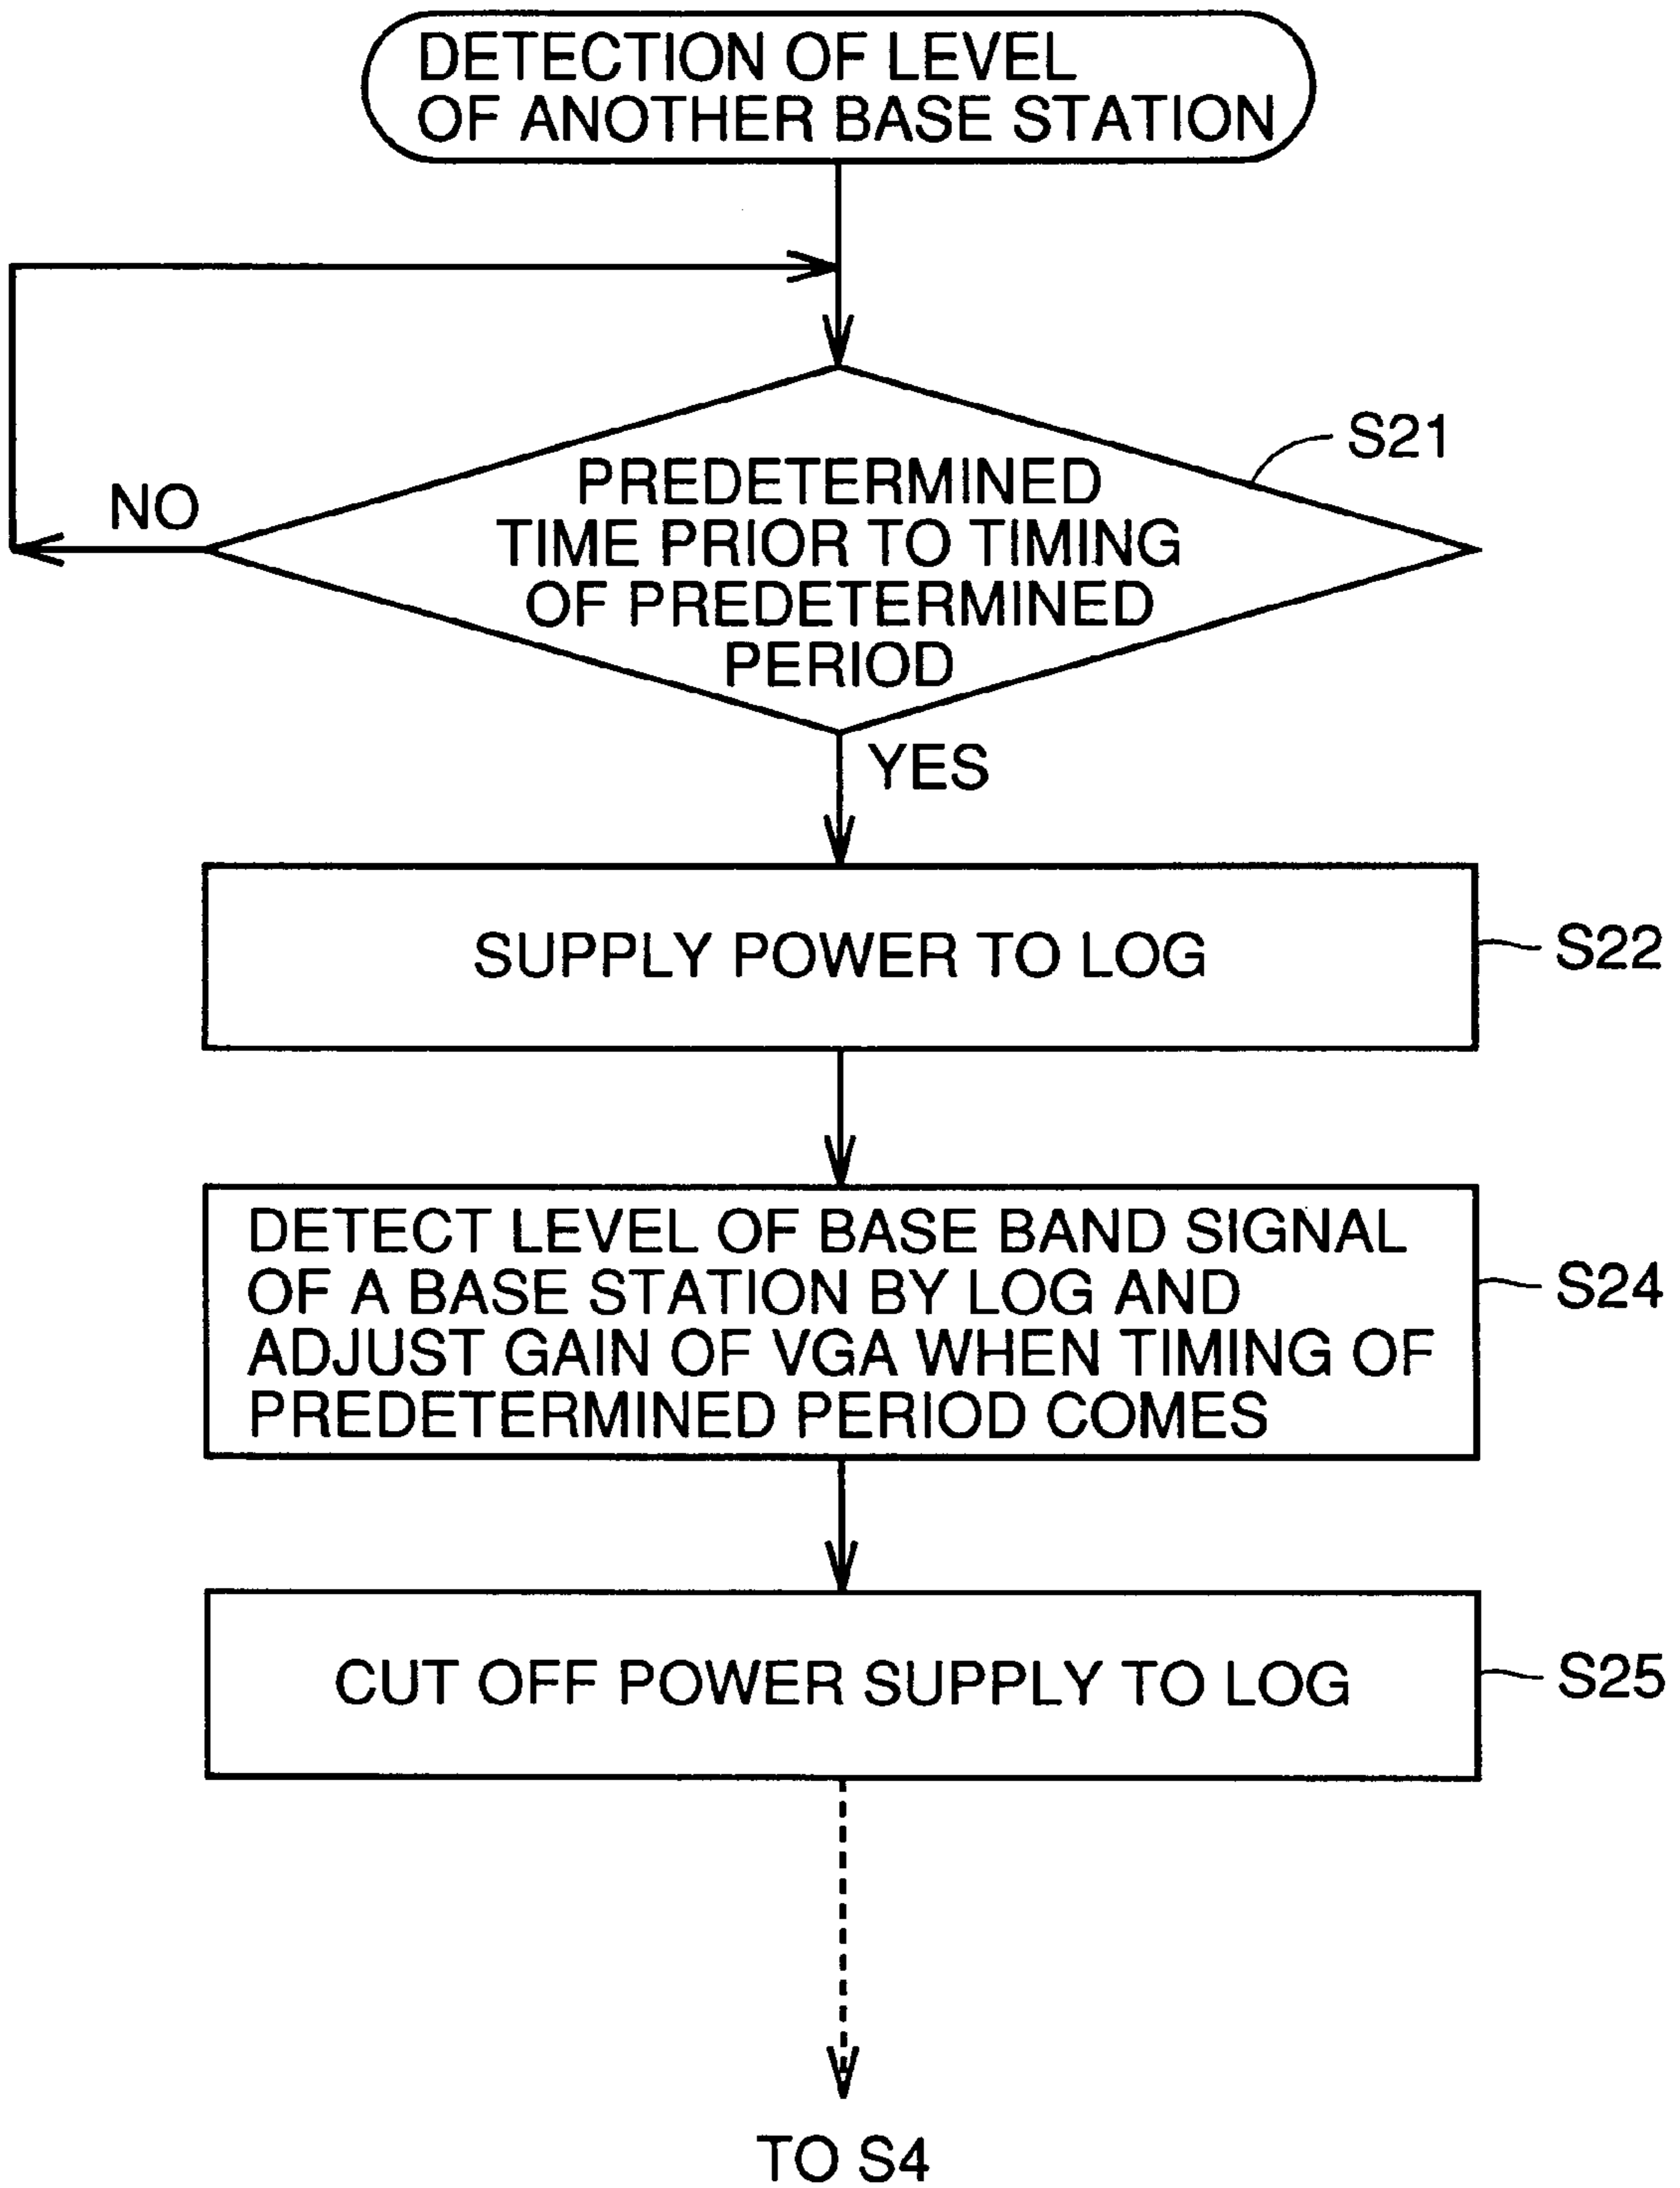 DETECTION OF LEVEL
OF ANOTHER BASE STATION
S21
PREDETERMINED
TIME PRIOR TO TIMING
OF PREDETERMINED
PERIOD
NO
YES
SUPPLY POWER TO LOG
S22
DETECT LEVEL OF BASE BAND SIGNAL
OF A BASE STATION BY LOG AND
ADJUST GAIN OF VGA WHEN TIMING OF
PREDETERMINED PERIOD COMES
S24
CUT OFF POWER SUPPLY TO LOG
S25
TO S4